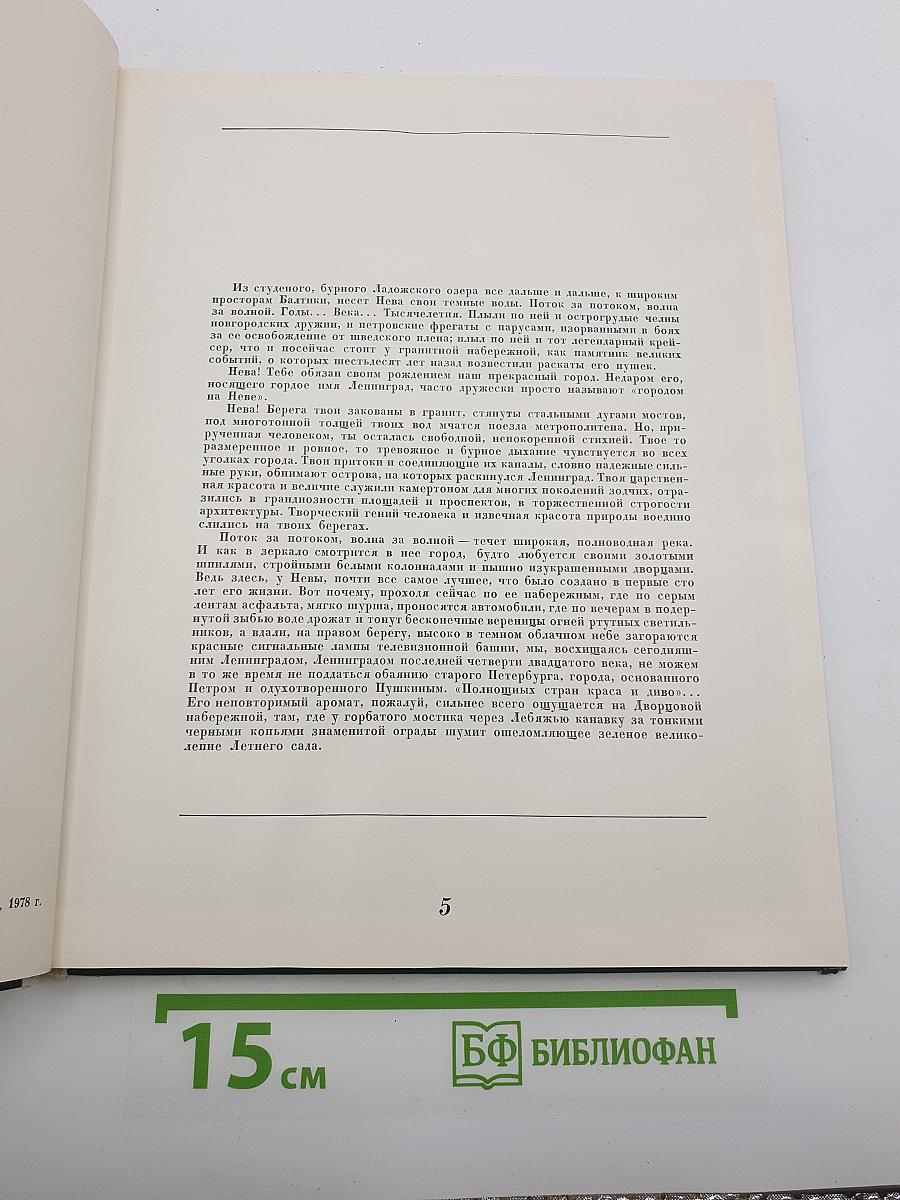 Из студеного, бурного Ладожского озера все дальше и дальше, к широким
просторам Балтики, несет Нева свои темные воды. Поток за потоком, волна
за волной. Годы... Века... Тысячелетия. Плыли по ней и острогрудые челны
новгородских дружин, и петровские фрегаты с парусами, изорванными в боях
за ее освобождение от шведского плена; плыл по ней и тот легендарный крей-
сер, что и посейчас стоит у гранитной набережной, как памятник великих
событий, о которых шестьдесят лет назад возвестили раскаты его пушек.
Нева! Тебе обязан своим рождением наш прекрасный город. Недаром его,
носящего гордое имя Ленинград, часто дружески просто называют «городом
на Неве».
Нева! Берега твои закованы в гранит, стянуты стальными дугами мостов,
под многотонной толщей твоих вод мчатся поезда метрополитена. Но, при-
рученная человеком, ты осталась свободной, непокоренной стихией. Твое то
размеренное и ровное, то тревожное и бурное дыхание чувствуется во всех
уголках города. Твои притоки и соединяющие их каналы, словно надежные силь-
ные руки, обнимают острова, на которых раскинулся Ленинград. Твоя царствен-
ная красота и величие служили камертоном для многих поколений зодчих, отра-
зились в грандиозности площадей и проспектов, в торжественной строгости
архитектуры. Творческий гений человека и извечная красота природы воедино
слились на твоих берегах.
Поток за потоком, волна за волной — течет широкая, полноводная река.
И как в зеркало смотрится в нее город, будто любуется своими золотыми
шпилями, стройными белыми колоннадами и пышно изукрашенными дворцами.
Ведь здесь, у Невы, почти все самое лучшее, что было создано в первые сто
лет его жизни. Вот почему, проходя сейчас по ее набережным, где по серым
лентам асфальта, мягко шурша, проносятся автомобили, где по вечерам в подер-
нутой зыбью воде дрожат и тонут бесконечные вереницы огней ртутных светиль-
ников, а вдали, на правом берегу, высоко в темном облачном небе загораются
красные сигнальные лампы телевизионной башни, мы, восхищаясь сегодняш-
ним Ленинградом, Ленинградом последней четверти двадцатого века, не можем
в то же время не поддаться обаянию старого Петербурга, города, основанного
Петром и одухотворенного Пушкиным. «Полнощных стран краса и диво»...
Его неповторимый аромат, пожалуй, сильнее всего ощущается на Дворцовой
набережной, там, где у горбатого мостика через Лебяжью канавку за тонкими
черными копьями знаменитой ограды шумит ошеломляющее зеленое велико-
лепие Летнего сада.
, 1978 г.
5
15 см
БФ БИБЛИОФАН